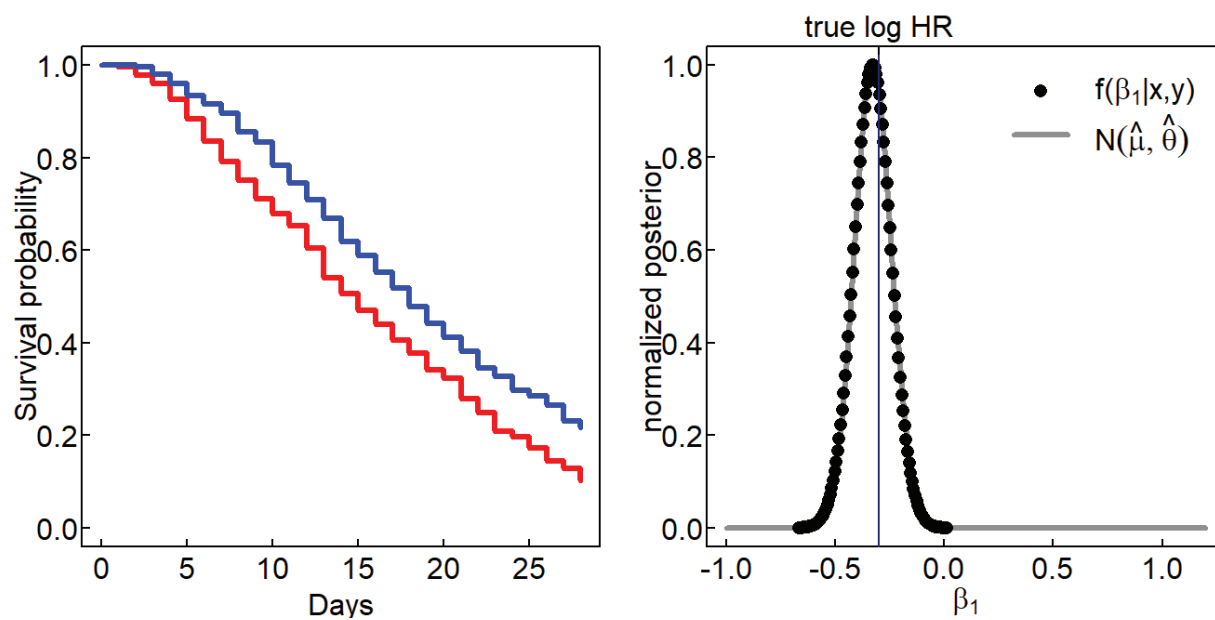 Survival probability
1.0
0.8
0.6
0.4
0.2
0.0
0 5 10 15 20 25
Days
true log HR
normalized posterior
1.0
0.8
0.6
0.4
0.2
0.0
f(β₁|x,y)
N(μ̂, θ̂)
-1.0 -0.5 0.0 0.5 1.0
β₁